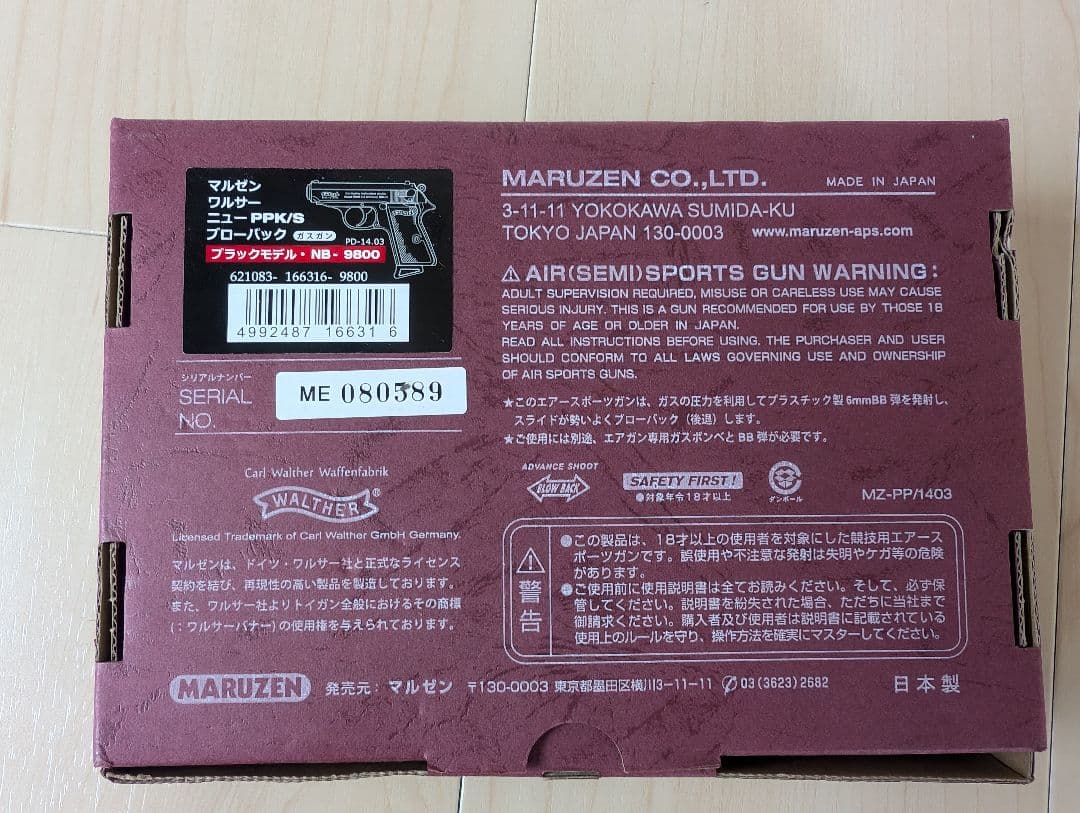 マルゼン
ワルサー
ニューPPK/S
ブローバック ガスガン
PD-14.03
ブラックモデル・NB-9800
621083-166316-9800
4992487 16631 6
シリアルナンバー
SERIAL
NO.
ME 080589
Carl Walther Waffenfabrik
WALTHER®
Licensed Trademark of Carl Walther GmbH Germany.
マルゼンは、ドイツ・ワルサー社と正式なライセンス
契約を結び、再現性の高い製品を製造しております。
また、ワルサー社よりトイガン全般におけるその商標
(：ワルサーバナー)の使用権を与えられております。
MARUZEN CO.,LTD. MADE IN JAPAN
3-11-11 YOKOKAWA SUMIDA-KU
TOKYO JAPAN 130-0003 www.maruzen-aps.com
⚠ AIR(SEMI)SPORTS GUN WARNING:
ADULT SUPERVISION REQUIRED, MISUSE OR CARELESS USE MAY CAUSE
SERIOUS INJURY. THIS IS A GUN RECOMMENDED FOR USE BY THOSE 18
YEARS OF AGE OR OLDER IN JAPAN.
READ ALL INSTRUCTIONS BEFORE USING. THE PURCHASER AND USER
SHOULD CONFORM TO ALL LAWS GOVERNING USE AND OWNERSHIP
OF AIR SPORTS GUNS.
★このエアースポーツガンは、ガスの圧力を利用してプラスチック製6mmBB弾を発射し、
スライドが勢いよくブローバック（後退）します。
★ご使用には別途、エアガン専用ガスボンベとBB弾が必要です。
ADVANCE SHOOT
BLOW BACK
SAFETY FIRST!
●対象年令18才以上
ダンボール
MZ-PP/1403
⚠警告
●この製品は、18才以上の使用者を対象にした競技用エアース
ポーツガンです。誤使用や不注意な発射は失明やケガ等の危険
があります。
●ご使用前に使用説明書は全てお読みください。そして、必ず保
管してください。説明書を紛失された場合、ただちに当社まで
御請求ください。購入者及び使用者は説明書に記載されている
使用上のルールを守り、操作方法を確実にマスターしてください。
MARUZEN 発売元：マルゼン 〒130-0003 東京都墨田区横川3-11-11 ✆03(3623)2682 日本製